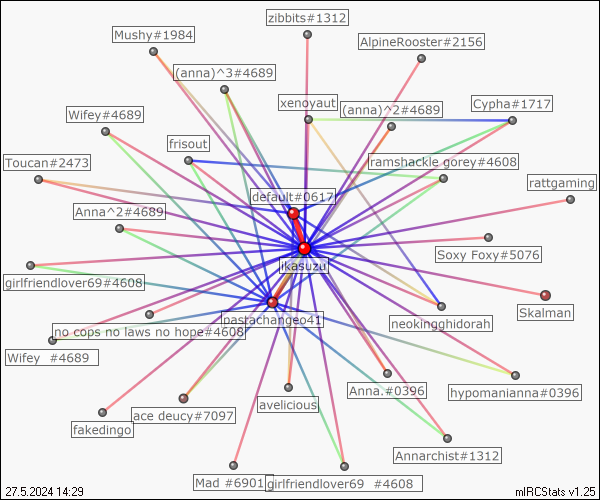 zibbits#1312
Mushy#1984
AlpineRooster#2156
(anna)^3#4689
xenoyaut
(anna)^2#4689
Cypha#1717
Wifey#4689
frisout
Toucan#2473
ramshackle gorey#4608
rattgaming
default#0617
Anna^2#4689
Soxy Foxy#5076
ikasuzu
girlfriendlover69#4608
Skalman
pastachangeo41
neokingghidorah
no cops no laws no hope#4608
Wifey #4689
Anna.#0396
hypomanianna#0396
avelicious
ace deucy#7097
fakedingo
Annarchist#1312
Mad #6901
girlfriendlover69 #4608
27.5.2024 14:29
mIRCStats v1.25